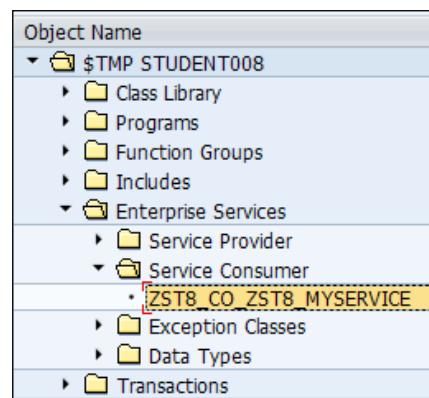 Object Name
$TMP STUDENT008
Class Library
Programs
Function Groups
Includes
Enterprise Services
Service Provider
Service Consumer
ZST8_CO_ZST8_MYSERVICE
Exception Classes
Data Types
Transactions